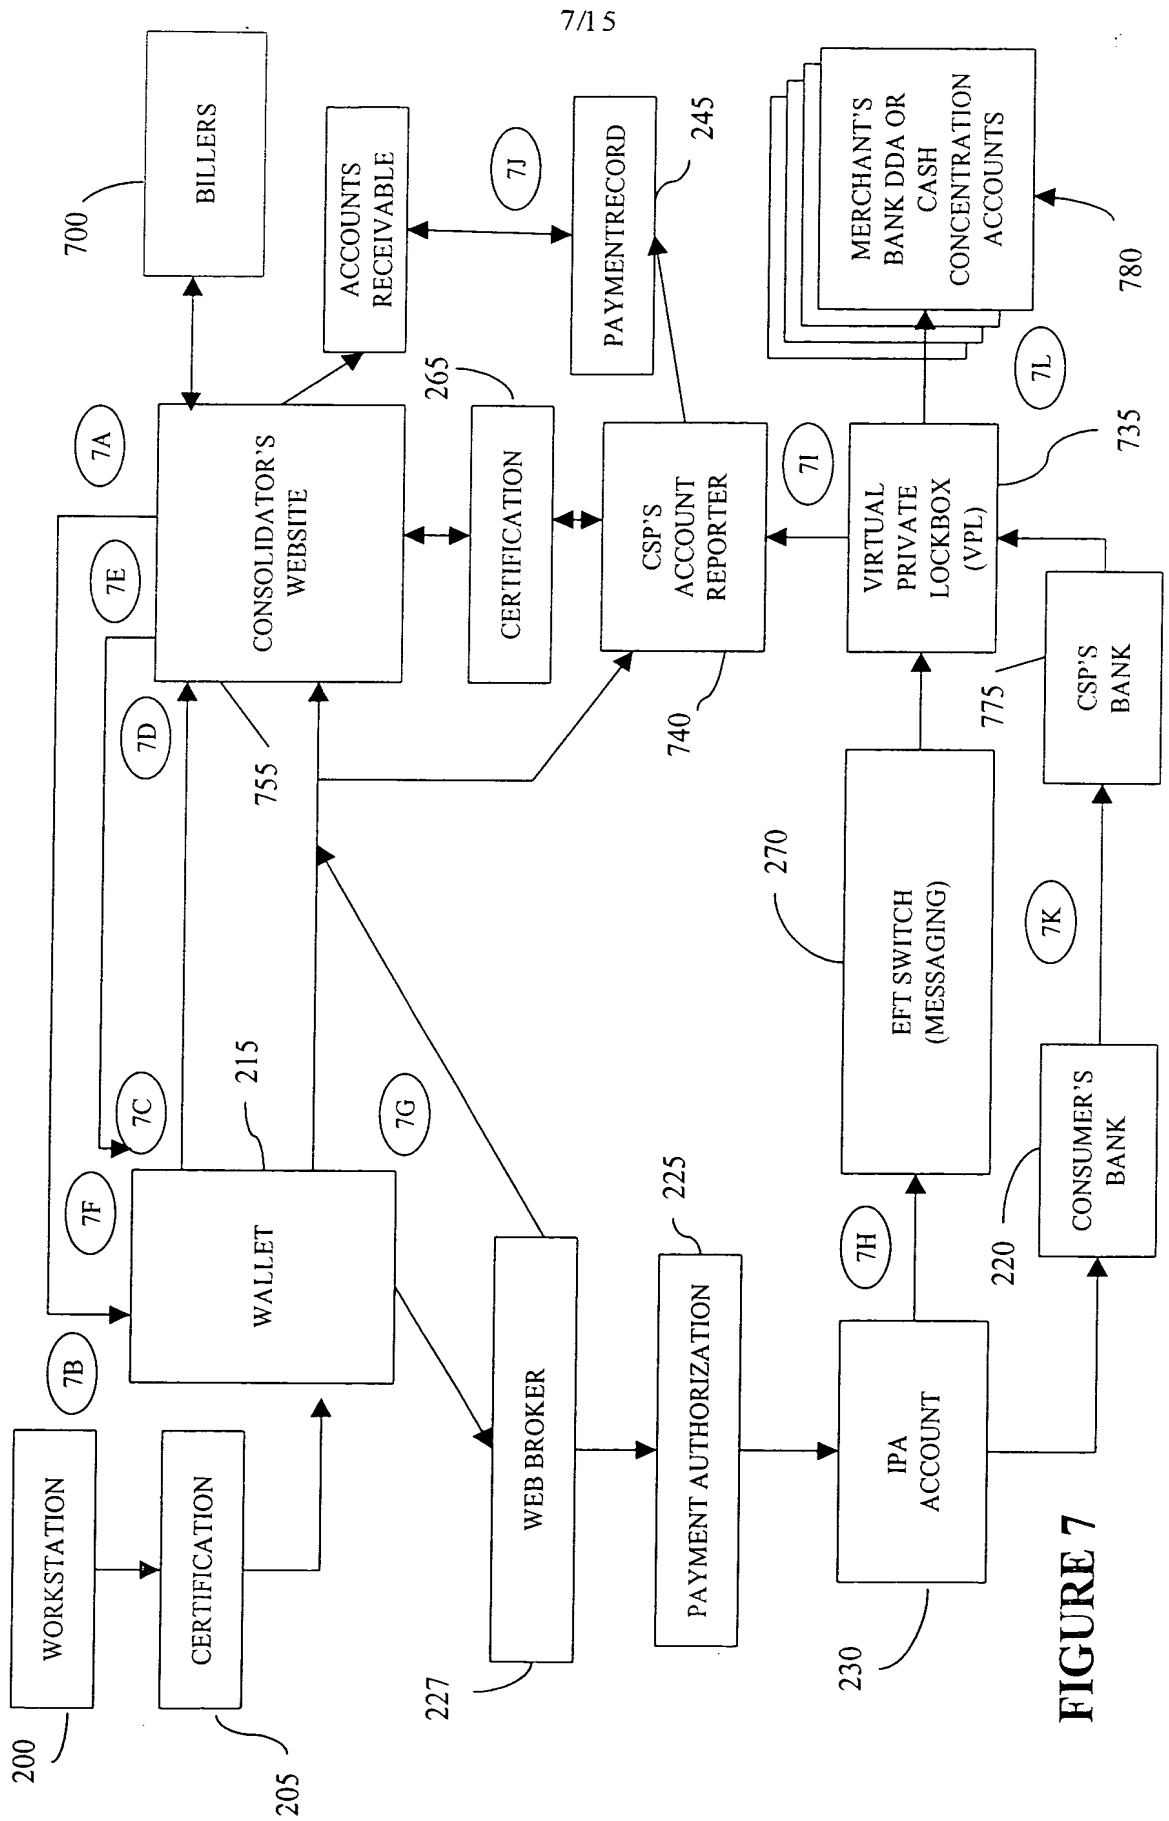 7/15
700
BILLERS
ACCOUNTS
RECEIVABLE
7J
PAYMENTRECORD
245
MERCHANT'S
BANK DDA OR
CASH
CONCENTRATION
ACCOUNTS
780
7A
7E
7D
CONSOLIDATOR'S
WEBSITE
755
265
CERTIFICATION
CSP'S
ACCOUNT
REPORTER
740
7I
VIRTUAL
PRIVATE
LOCKBOX
(VPL)
735
7L
775
CSP'S
BANK
270
EFT SWITCH
(MESSAGING)
7K
7C
7F
215
WALLET
7G
7B
225
7H
220
CONSUMER'S
BANK
200
WORKSTATION
205
CERTIFICATION
227
WEB BROKER
PAYMENT AUTHORIZATION
230
IPA
ACCOUNT
FIGURE 7